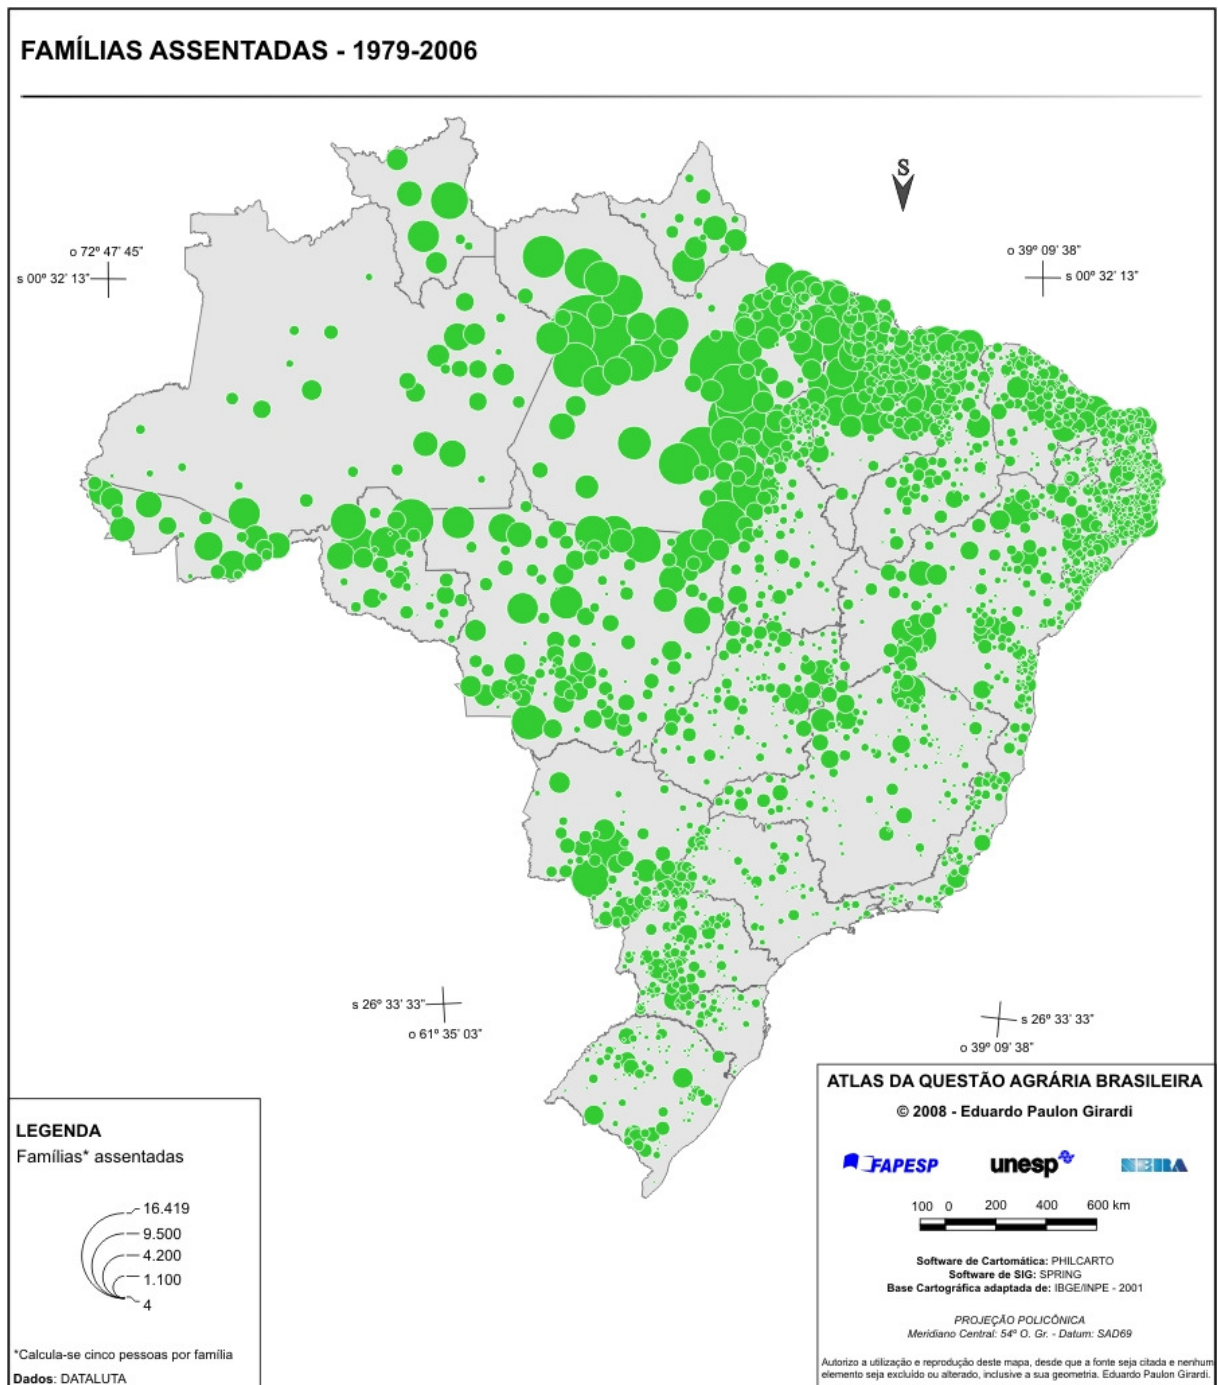 FAMÍLIAS ASSENTADAS - 1979-2006
S
o 72º 47' 45"
s 00º 32' 13"
o 39º 09' 38"
s 00º 32' 13"
s 26º 33' 33"
o 61º 35' 03"
s 26º 33' 33"
o 39º 09' 38"
LEGENDA
Famílias* assentadas
16.419
9.500
4.200
1.100
4
*Calcula-se cinco pessoas por família
Dados: DATALUTA
ATLAS DA QUESTÃO AGRÁRIA BRASILEIRA
© 2008 - Eduardo Paulon Girardi
FAPESP unesp NERA
100 0 200 400 600 km
Software de Cartomática: PHILCARTO
Software de SIG: SPRING
Base Cartográfica adaptada de: IBGE/INPE - 2001
PROJEÇÃO POLICÔNICA
Meridiano Central: 54º O. Gr. - Datum: SAD69
Autorizo a utilização e reprodução deste mapa, desde que a fonte seja citada e nenhum
elemento seja excluído ou alterado, inclusive a sua geometria. Eduardo Paulon Girardi.